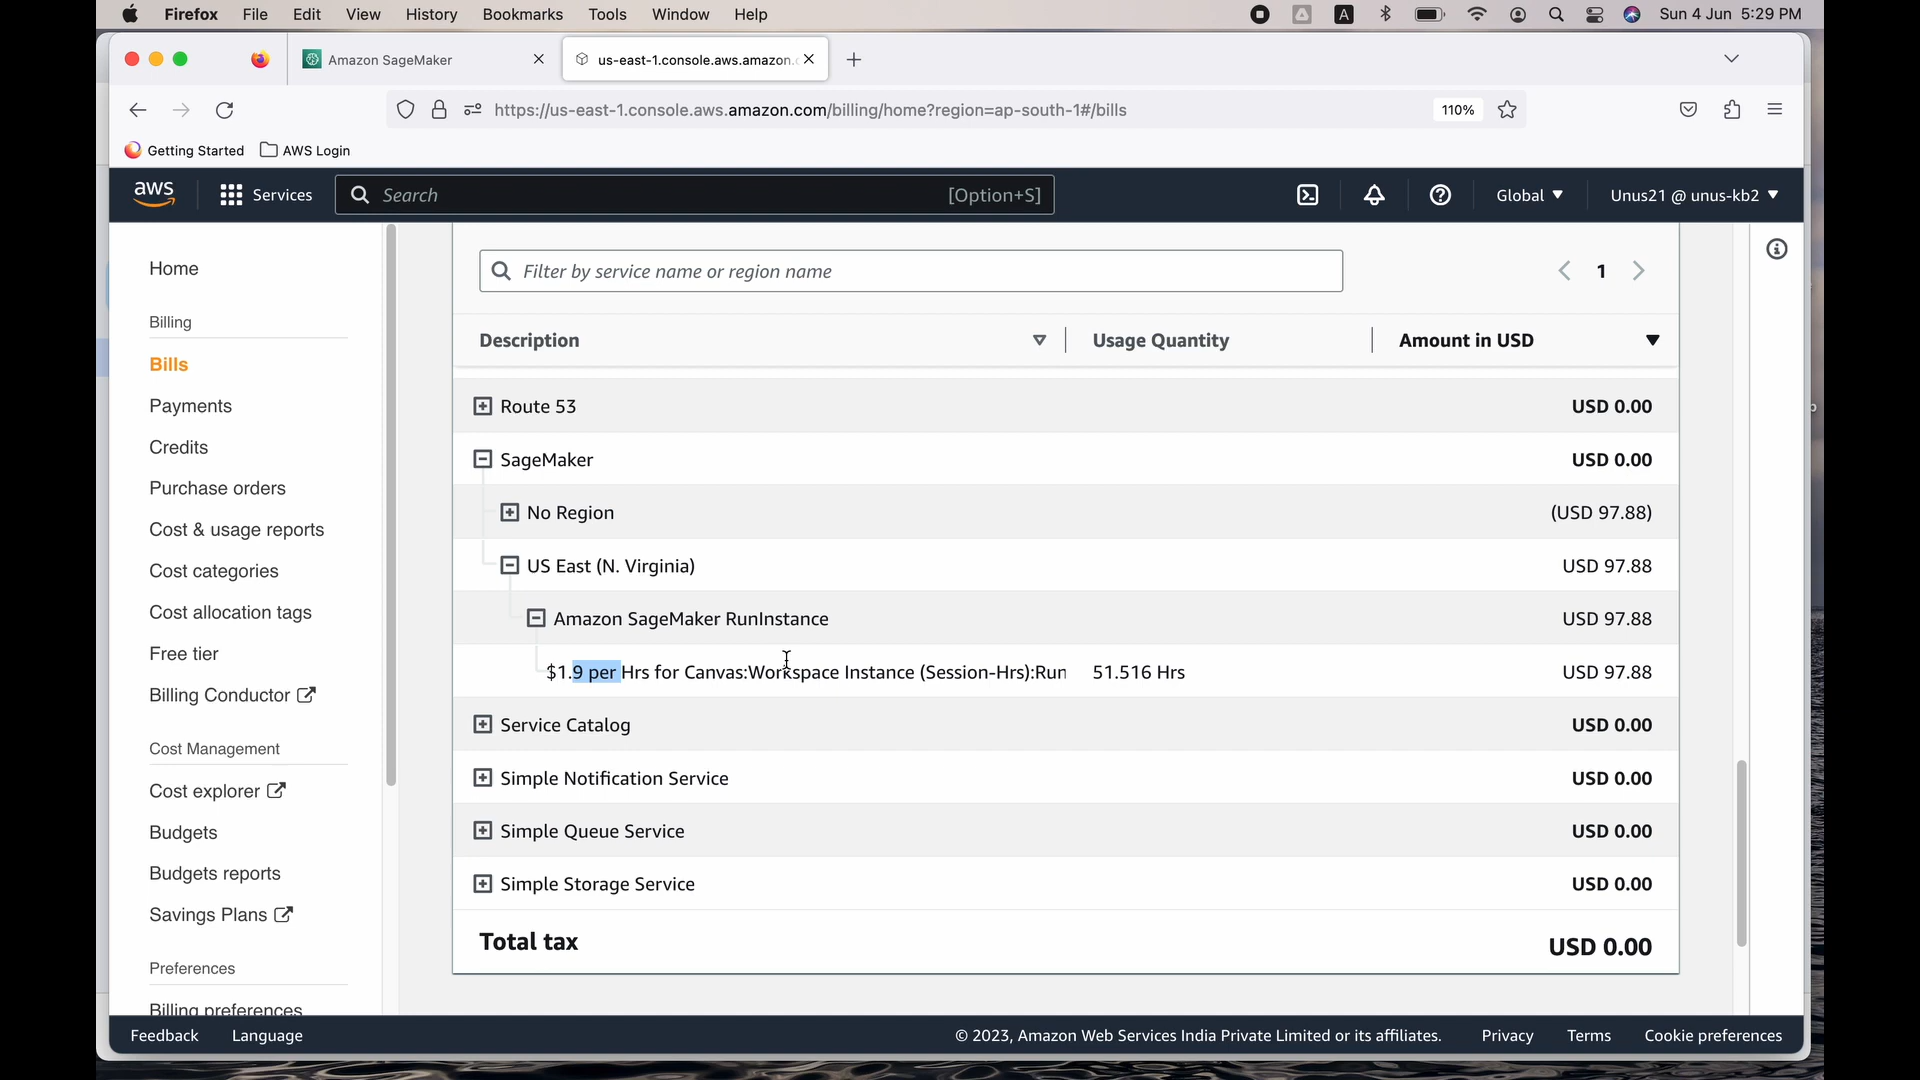 Firefox File Edit View History Bookmarks Tools Window Help A Sun 4 Jun 5:29 PM
Amazon SageMaker us-east-1.console.aws.amazon.c
https://us-east-1.console.aws.amazon.com/billing/home?region=ap-south-1#/bills 110%
Getting Started AWS Login
aws Services Search [Option+S] Global Unus21 @ unus-kb2
Home
Billing
Bills
Payments
Credits
Purchase orders
Cost & usage reports
Cost categories
Cost allocation tags
Free tier
Billing Conductor
Cost Management
Cost explorer
Budgets
Budgets reports
Savings Plans
Preferences
Billing preferences
Filter by service name or region name 1
Description Usage Quantity Amount in USD
Route 53 USD 0.00
SageMaker USD 0.00
No Region (USD 97.88)
US East (N. Virginia) USD 97.88
Amazon SageMaker RunInstance USD 97.88
$1.9 per Hrs for Canvas:Workspace Instance (Session-Hrs):Run 51.516 Hrs USD 97.88
Service Catalog USD 0.00
Simple Notification Service USD 0.00
Simple Queue Service USD 0.00
Simple Storage Service USD 0.00
Total tax USD 0.00
Feedback Language © 2023, Amazon Web Services India Private Limited or its affiliates. Privacy Terms Cookie preferences